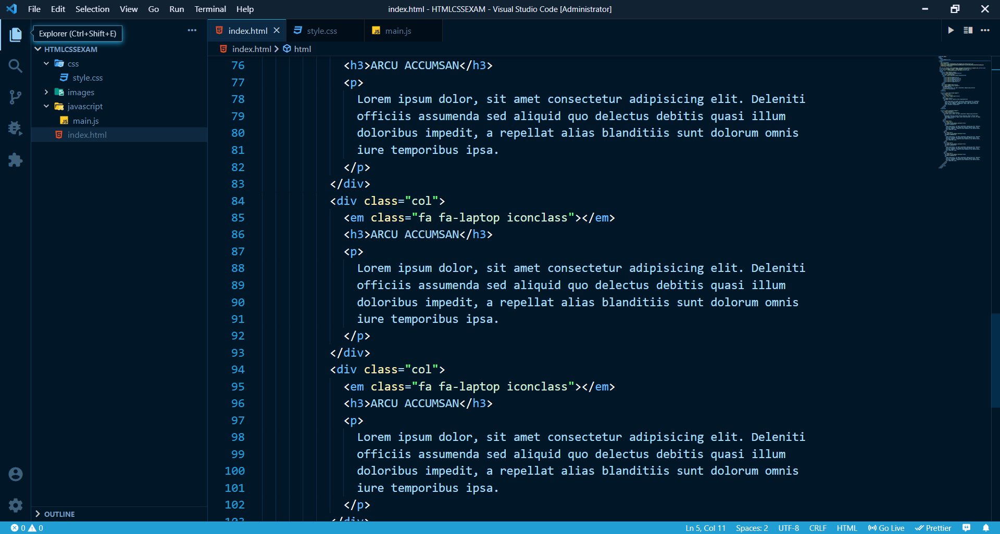 File Edit Selection View Go Run Terminal Help
index.html - HTMLCSSEXAM - Visual Studio Code [Administrator]
Explorer (Ctrl+Shift+E)
HTMLCSSEXAM
css
style.css
images
javascript
JS main.js
index.html
OUTLINE
index.html
style.css
JS main.js
index.html > html
76 <h3>ARCU ACCUMSAN</h3>
77 <p>
78 Lorem ipsum dolor, sit amet consectetur adipisicing elit. Deleniti
79 officiis assumenda sed aliquid quo delectus debitis quasi illum
80 doloribus impedit, a repellat alias blanditiis sunt dolorum omnis
81 iure temporibus ipsa.
82 </p>
83 </div>
84 <div class="col">
85 <em class="fa fa-laptop iconclass"></em>
86 <h3>ARCU ACCUMSAN</h3>
87 <p>
88 Lorem ipsum dolor, sit amet consectetur adipisicing elit. Deleniti
89 officiis assumenda sed aliquid quo delectus debitis quasi illum
90 doloribus impedit, a repellat alias blanditiis sunt dolorum omnis
91 iure temporibus ipsa.
92 </p>
93 </div>
94 <div class="col">
95 <em class="fa fa-laptop iconclass"></em>
96 <h3>ARCU ACCUMSAN</h3>
97 <p>
98 Lorem ipsum dolor, sit amet consectetur adipisicing elit. Deleniti
99 officiis assumenda sed aliquid quo delectus debitis quasi illum
100 doloribus impedit, a repellat alias blanditiis sunt dolorum omnis
101 iure temporibus ipsa.
102 </p>
103 </div>
0 0 Ln 5, Col 11 Spaces: 2 UTF-8 CRLF HTML Go Live Prettier